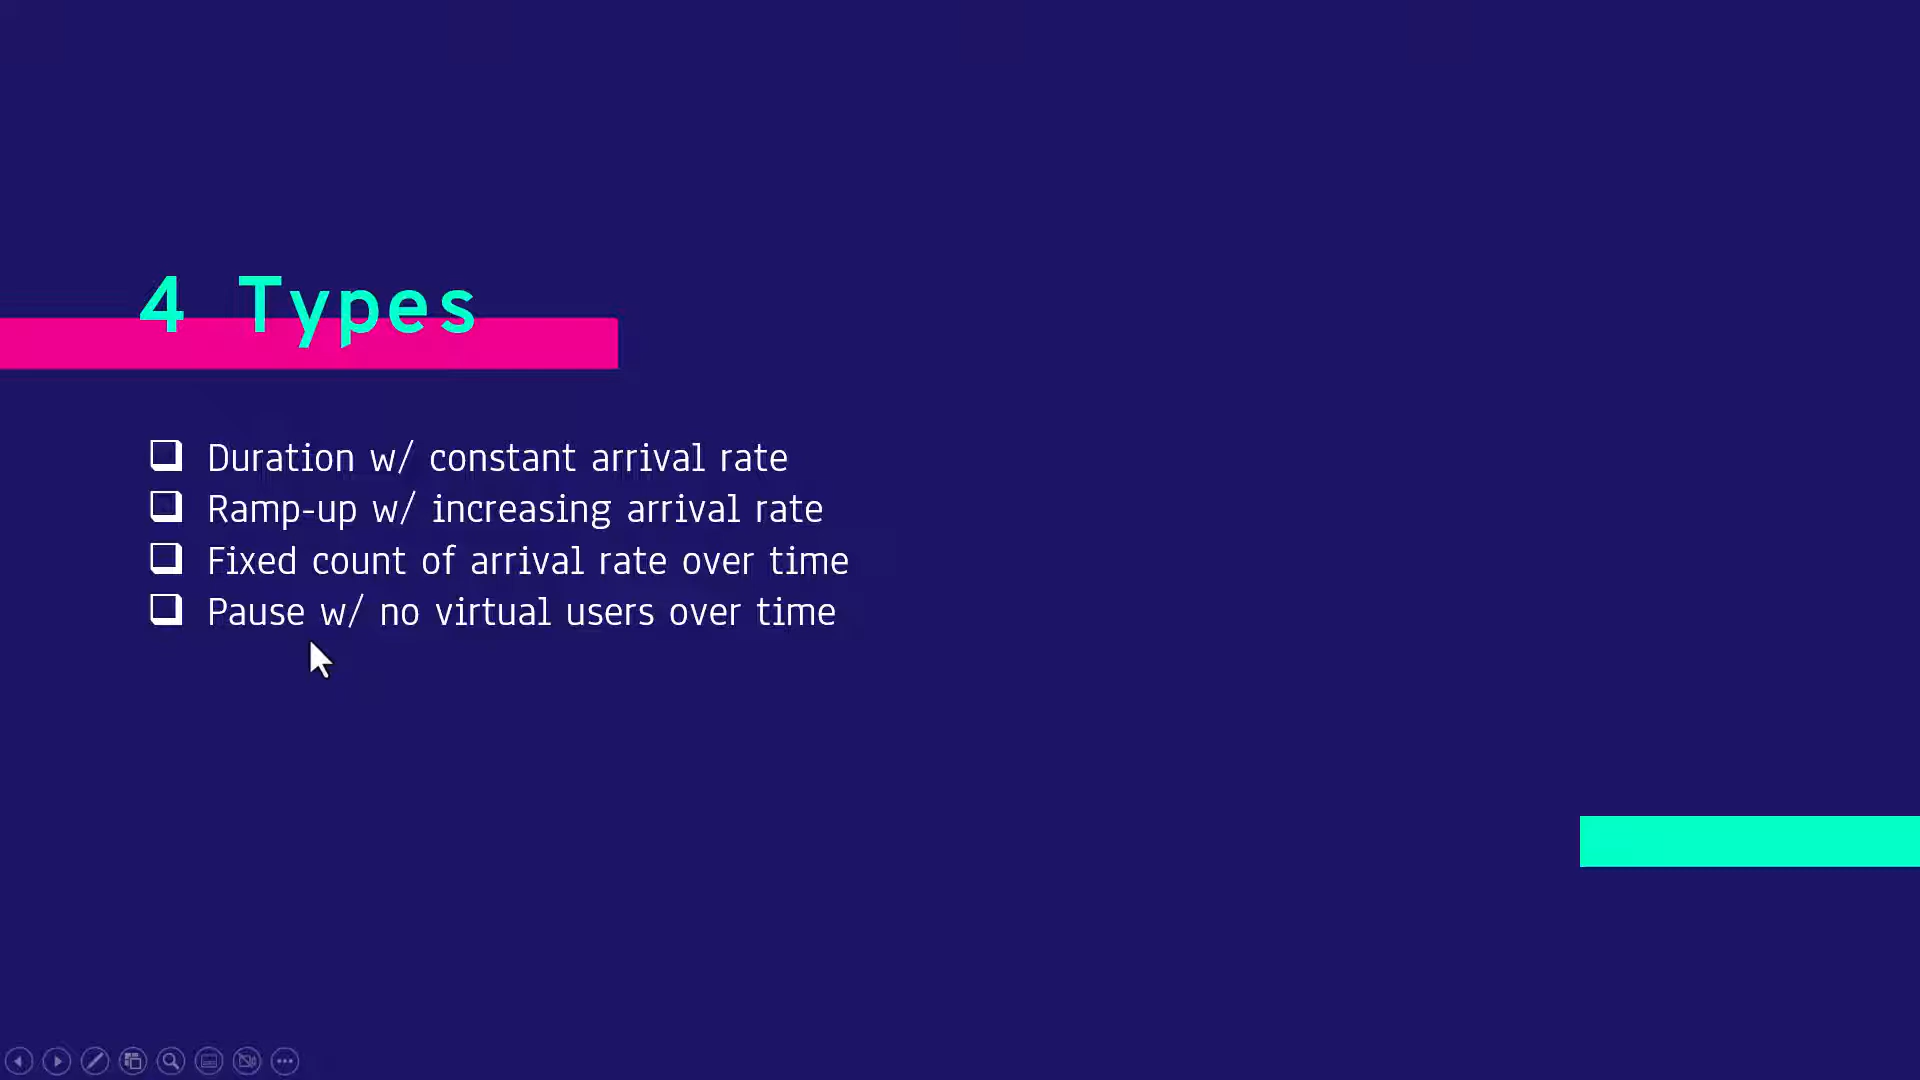 4 Types
Duration w/ constant arrival rate
Ramp-up w/ increasing arrival rate
Fixed count of arrival rate over time
Pause w/ no virtual users over time